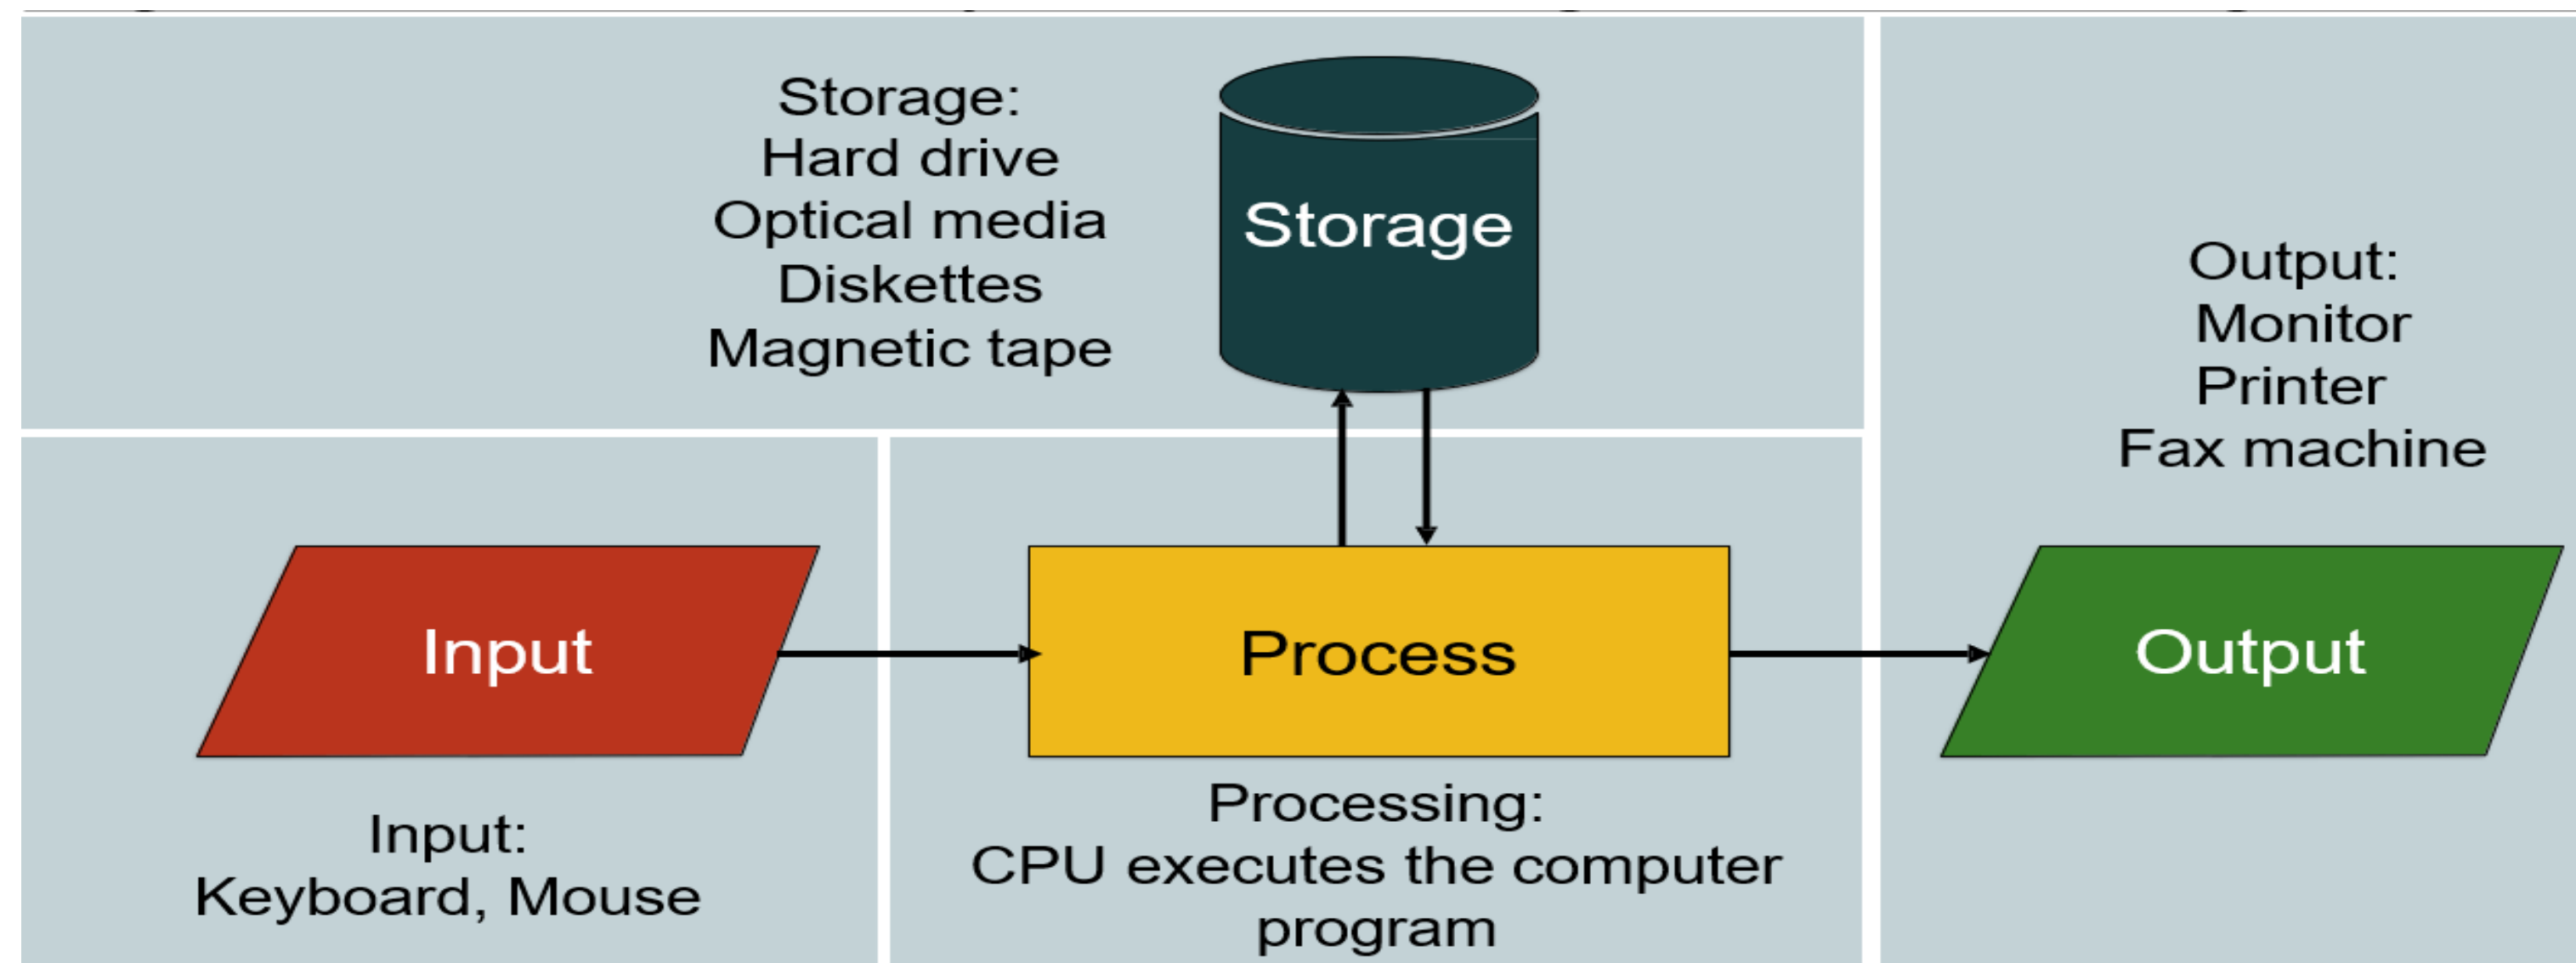 Storage:
Hard drive
Optical media
Diskettes
Magnetic tape
Storage
Output:
Monitor
Printer
Fax machine
Input
Process
Output
Input:
Keyboard, Mouse
Processing:
CPU executes the computer
program